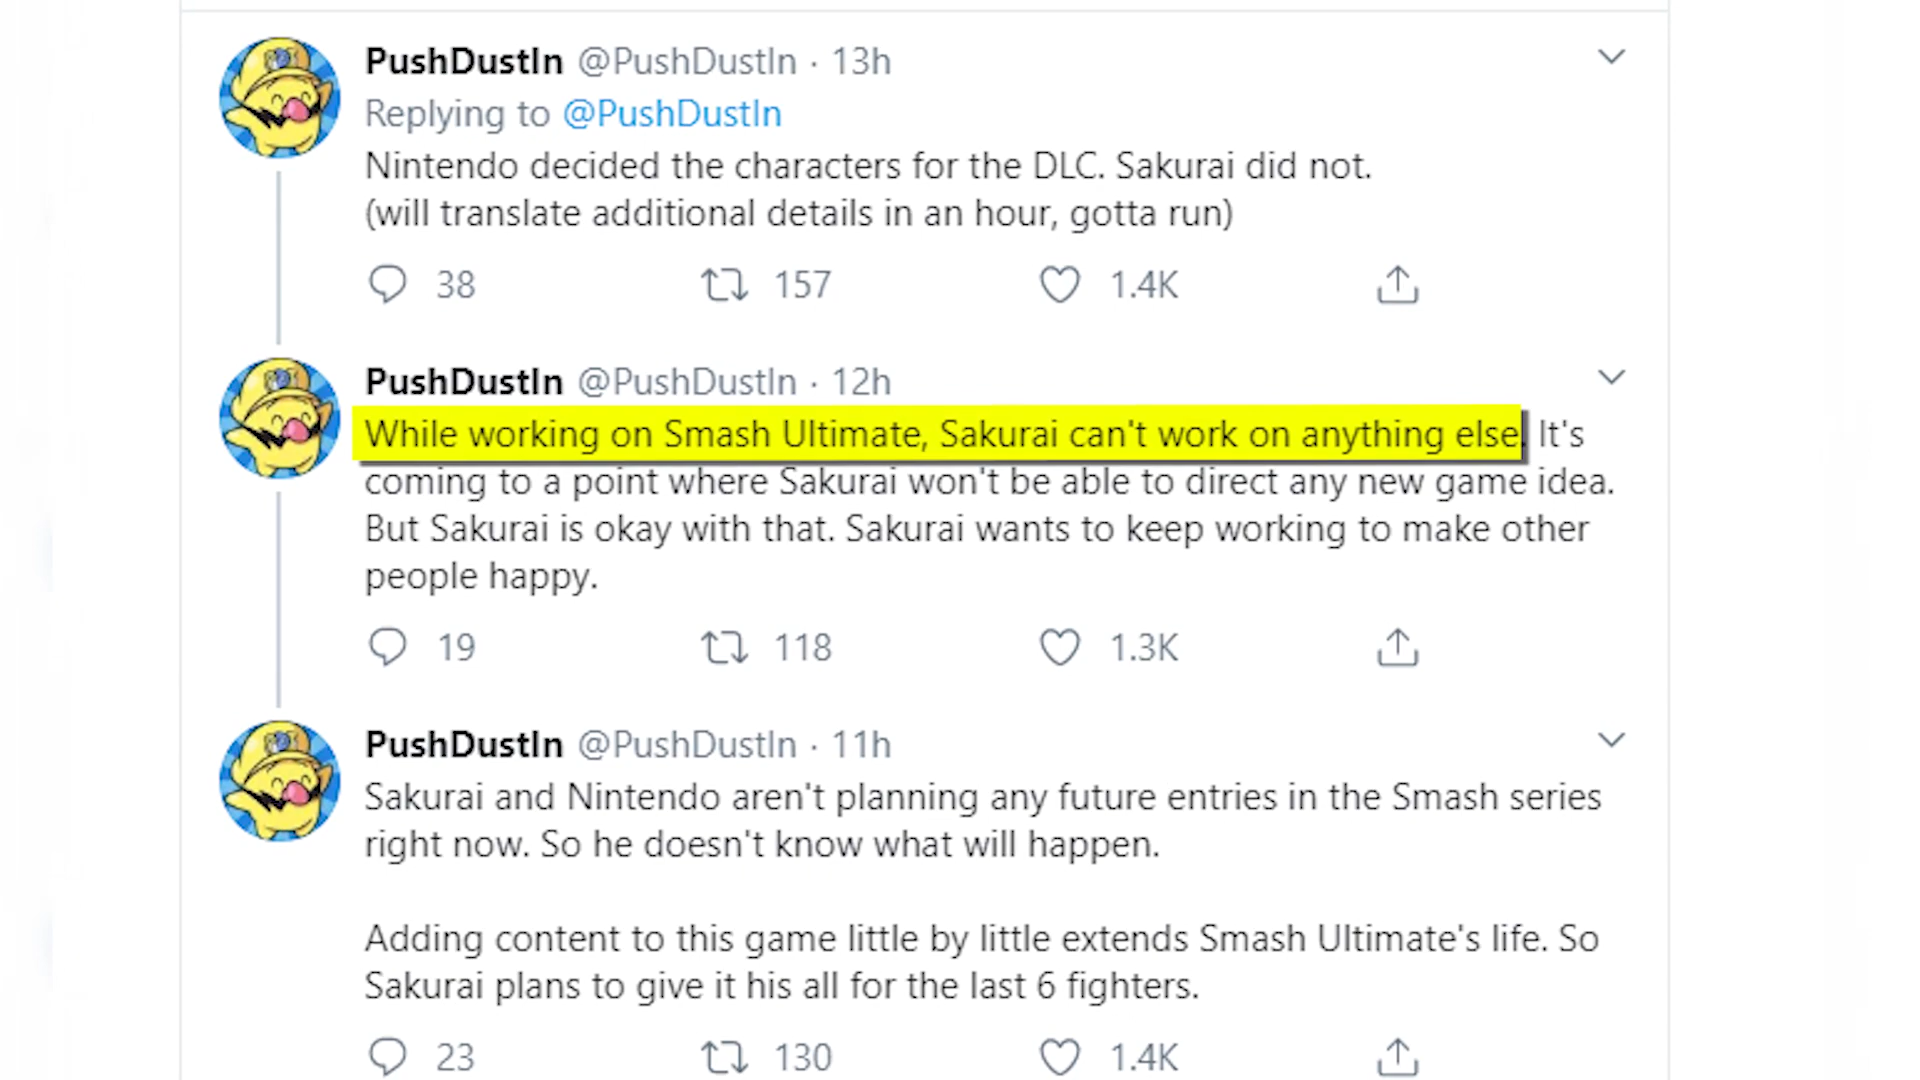 PushDustIn @PushDustIn · 13h
Replying to @PushDustIn
Nintendo decided the characters for the DLC. Sakurai did not.
(will translate additional details in an hour, gotta run)
38 157 1.4K
PushDustIn @PushDustIn · 12h
While working on Smash Ultimate, Sakurai can't work on anything else. It's
coming to a point where Sakurai won't be able to direct any new game idea.
But Sakurai is okay with that. Sakurai wants to keep working to make other
people happy.
19 118 1.3K
PushDustIn @PushDustIn · 11h
Sakurai and Nintendo aren't planning any future entries in the Smash series
right now. So he doesn't know what will happen.
Adding content to this game little by little extends Smash Ultimate's life. So
Sakurai plans to give it his all for the last 6 fighters.
23 130 1.4K